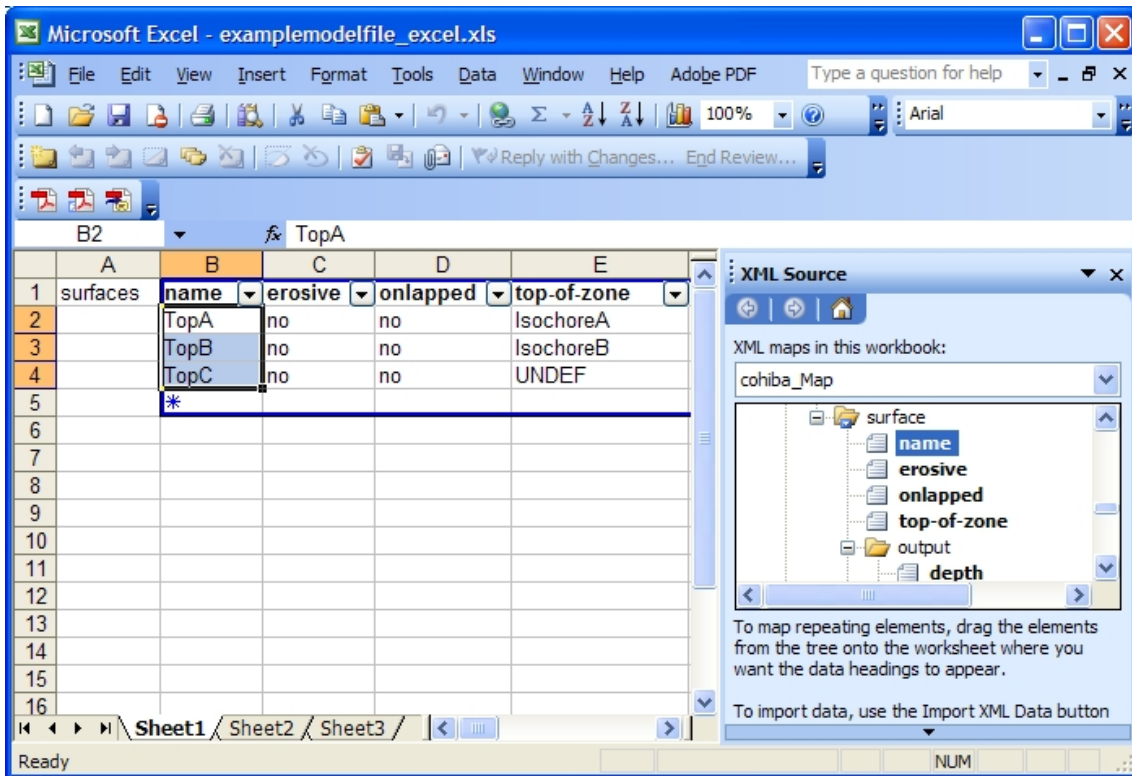 Microsoft Excel - examplemodelfile_excel.xls
File Edit View Insert Format Tools Data Window Help Adobe PDF Type a question for help
100% Arial
Reply with Changes... End Review...
B2 fx TopA
A B C D E
1 surfaces name erosive onlapped top-of-zone
2 TopA no no IsochoreA
3 TopB no no IsochoreB
4 TopC no no UNDEF
5 *
6
7
8
9
10
11
12
13
14
15
16
XML Source
XML maps in this workbook:
cohiba_Map
surface
name
erosive
onlapped
top-of-zone
output
depth
To map repeating elements, drag the elements
from the tree onto the worksheet where you
want the data headings to appear.
To import data, use the Import XML Data button
Sheet1 Sheet2 Sheet3
Ready NUM